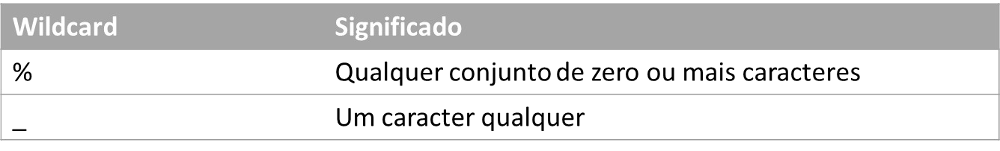 Wildcard Significado
% Qualquer conjunto de zero ou mais caracteres
_ Um caracter qualquer